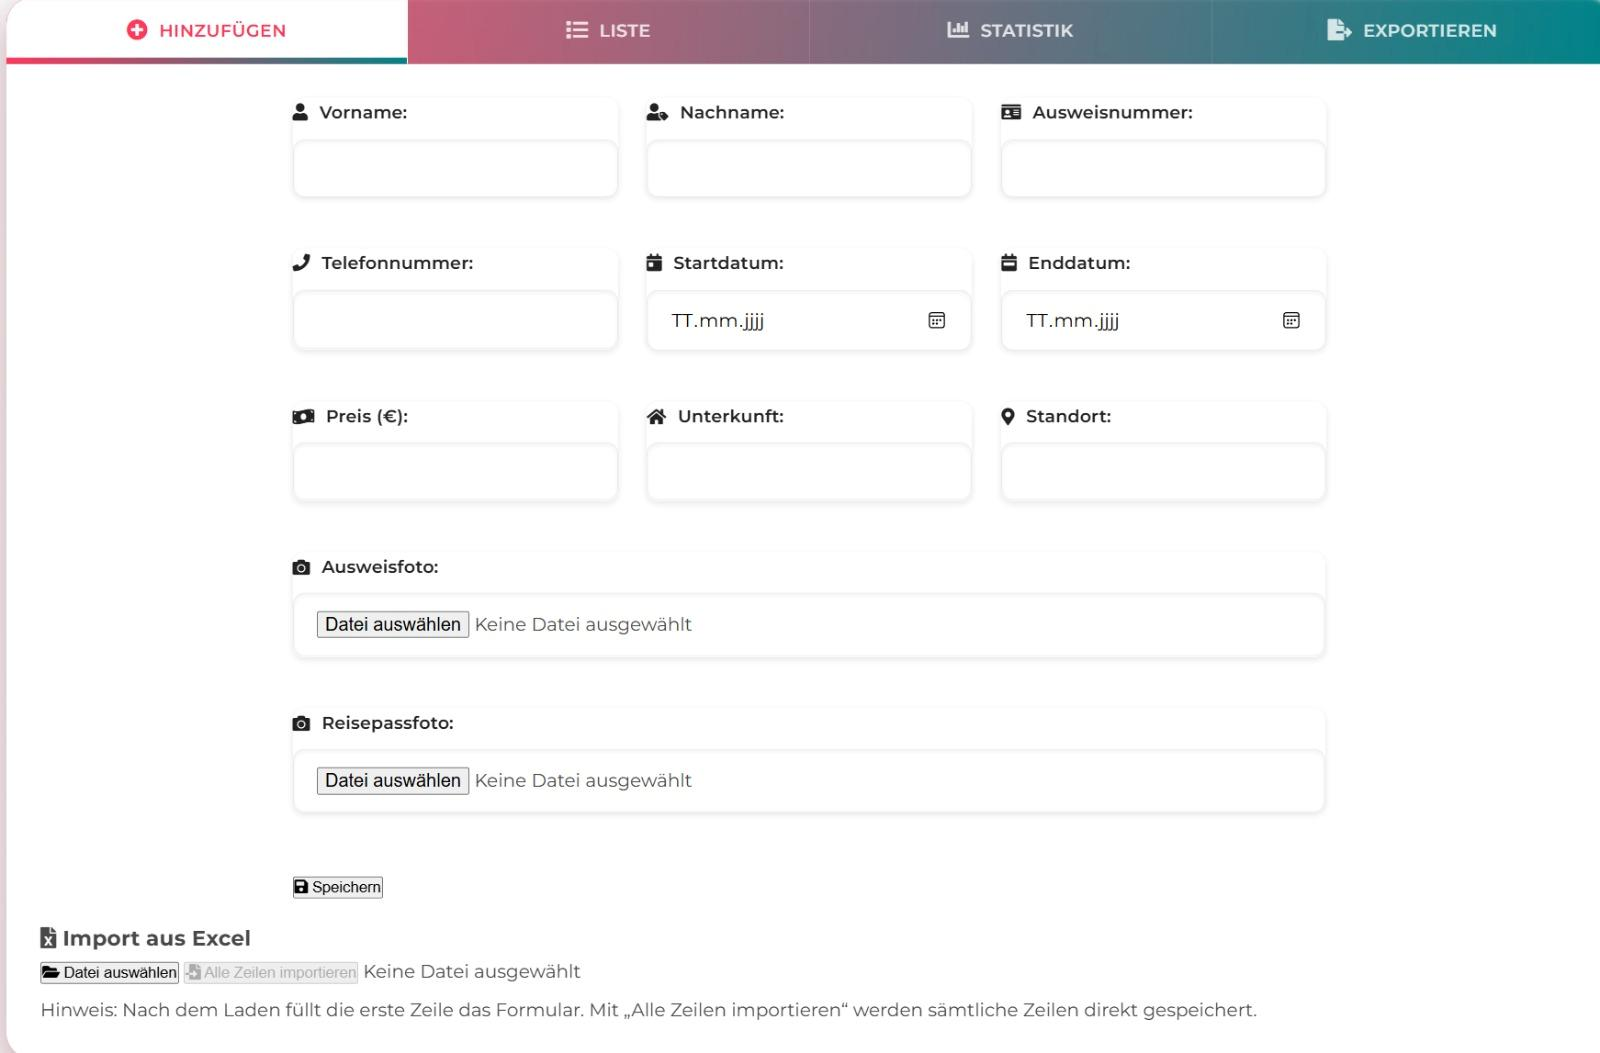 HINZUFÜGEN LISTE STATISTIK EXPORTIEREN
Vorname: Nachname: Ausweisnummer:
Telefonnummer: Startdatum: Enddatum:
TT.mm.jjjj TT.mm.jjjj
Preis (€): Unterkunft: Standort:
Ausweisfoto:
Datei auswählen Keine Datei ausgewählt
Reisepassfoto:
Datei auswählen Keine Datei ausgewählt
Speichern
Import aus Excel
Datei auswählen Alle Zeilen importieren Keine Datei ausgewählt
Hinweis: Nach dem Laden füllt die erste Zeile das Formular. Mit „Alle Zeilen importieren“ werden sämtliche Zeilen direkt gespeichert.